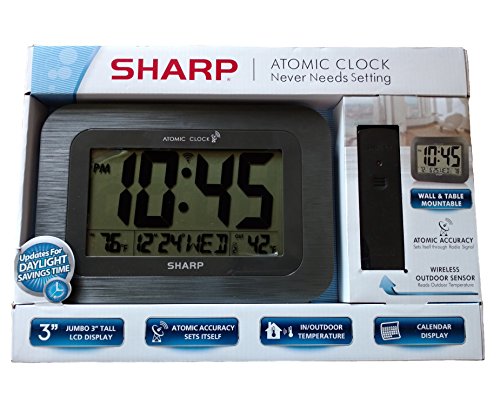 SHARP
ATOMIC CLOCK
Never Needs Setting
ATOMIC CLOCK
PM
10:45
76°F 12 24 WED 42°F
SHARP
10:45
WALL & TABLE
MOUNTABLE
ATOMIC ACCURACY
Sets Itself through Radio Signal
WIRELESS
OUTDOOR SENSOR
Reads Outdoor Temperature
Updates For
DAYLIGHT
SAVINGS TIME
3" JUMBO 3" TALL
LCD DISPLAY
ATOMIC ACCURACY
SETS ITSELF
IN/OUTDOOR
TEMPERATURE
CALENDAR
DISPLAY